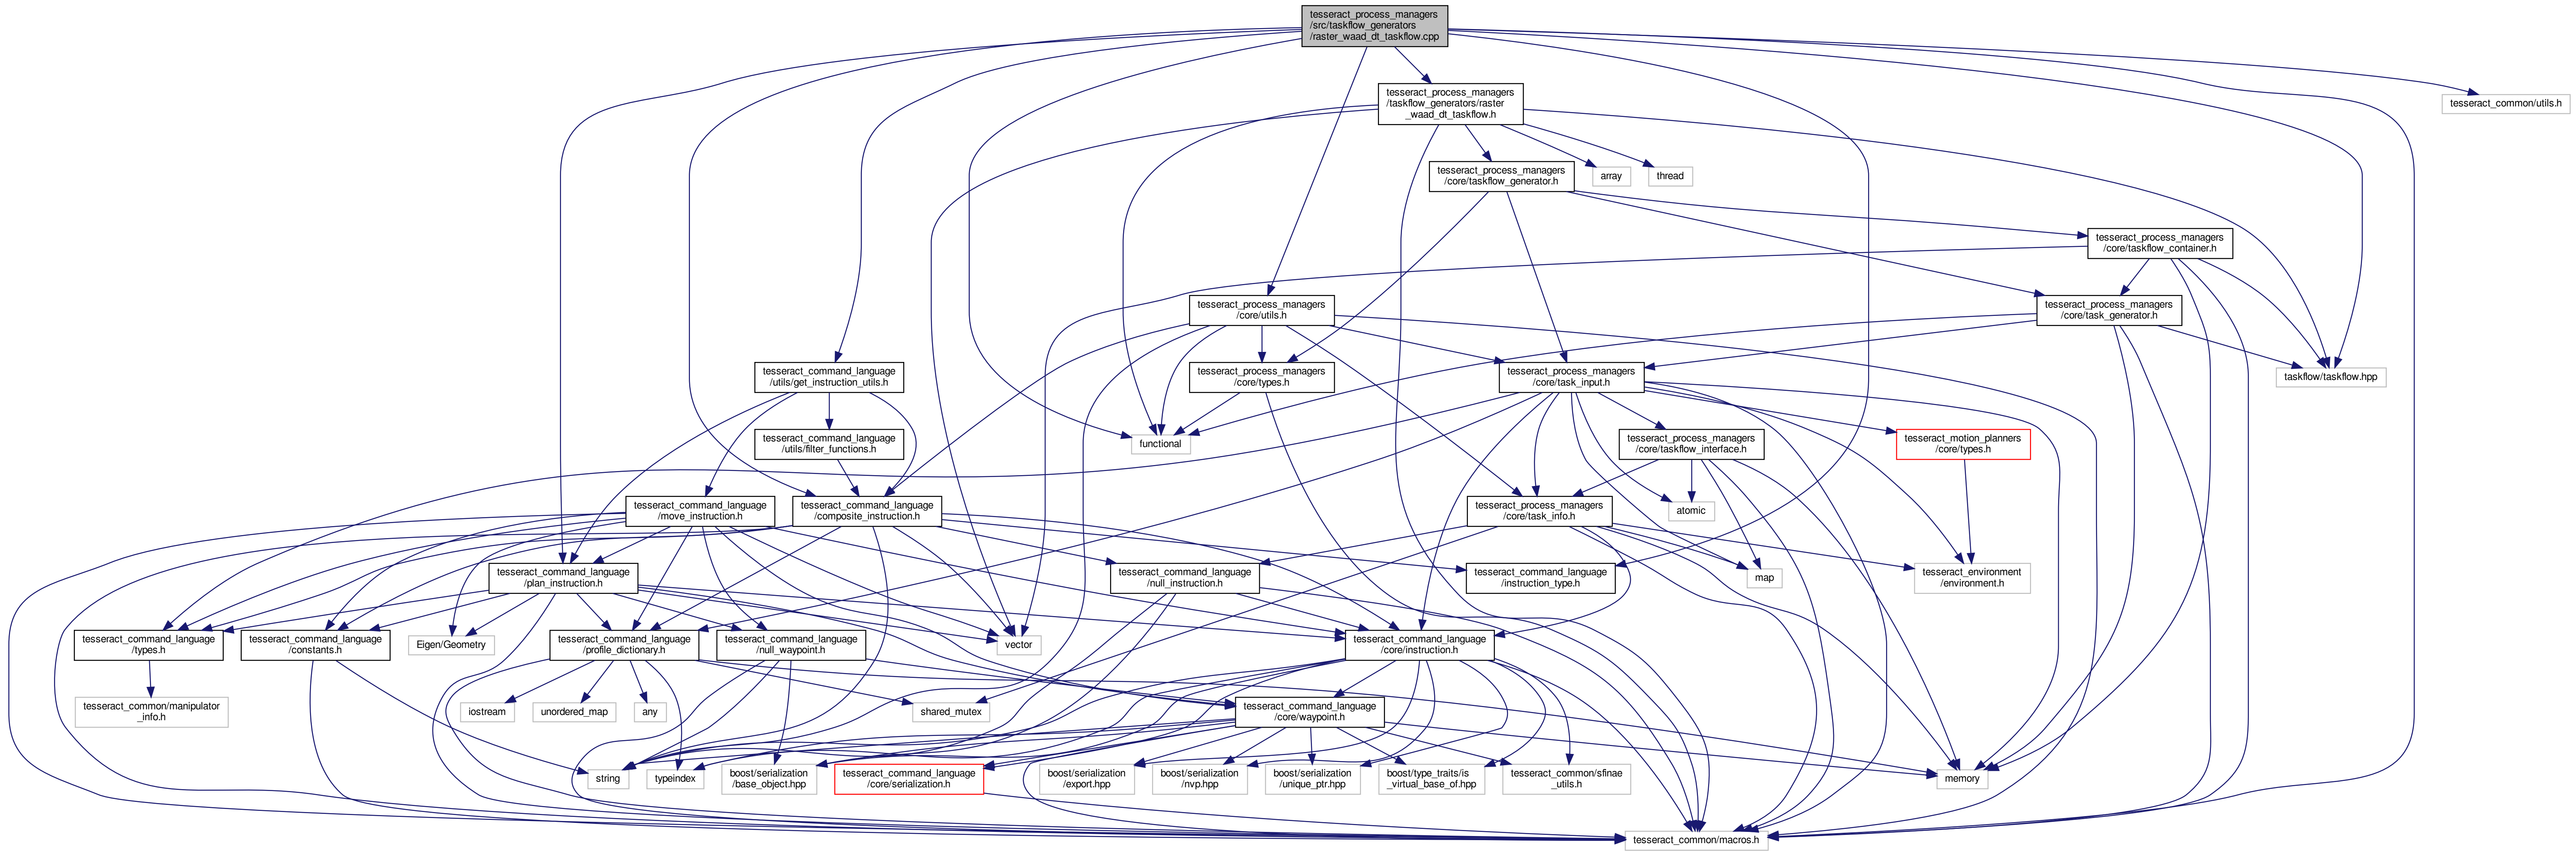 tesseract_process_managers
/src/taskflow_generators
/raster_waad_dt_taskflow.cpp
tesseract_process_managers
/taskflow_generators/raster
_waad_dt_taskflow.h
tesseract_common/utils.h
tesseract_process_managers
/core/taskflow_generator.h
array
thread
tesseract_process_managers
/core/taskflow_container.h
tesseract_process_managers
/core/utils.h
tesseract_process_managers
/core/task_generator.h
tesseract_command_language
/utils/get_instruction_utils.h
tesseract_process_managers
/core/types.h
tesseract_process_managers
/core/task_input.h
taskflow/taskflow.hpp
tesseract_command_language
/utils/filter_functions.h
functional
tesseract_process_managers
/core/taskflow_interface.h
tesseract_motion_planners
/core/types.h
tesseract_command_language
/move_instruction.h
tesseract_command_language
/composite_instruction.h
tesseract_process_managers
/core/task_info.h
atomic
tesseract_command_language
/plan_instruction.h
tesseract_command_language
/null_instruction.h
tesseract_command_language
/instruction_type.h
map
tesseract_environment
/environment.h
tesseract_command_language
/types.h
tesseract_command_language
/constants.h
Eigen/Geometry
tesseract_command_language
/profile_dictionary.h
tesseract_command_language
/null_waypoint.h
vector
tesseract_command_language
/core/instruction.h
tesseract_common/manipulator
_info.h
iostream
unordered_map
any
shared_mutex
tesseract_command_language
/core/waypoint.h
string
typeindex
boost/serialization
/base_object.hpp
tesseract_command_language
/core/serialization.h
boost/serialization
/export.hpp
boost/serialization
/nvp.hpp
boost/serialization
/unique_ptr.hpp
boost/type_traits/is
_virtual_base_of.hpp
tesseract_common/sfinae
_utils.h
memory
tesseract_common/macros.h